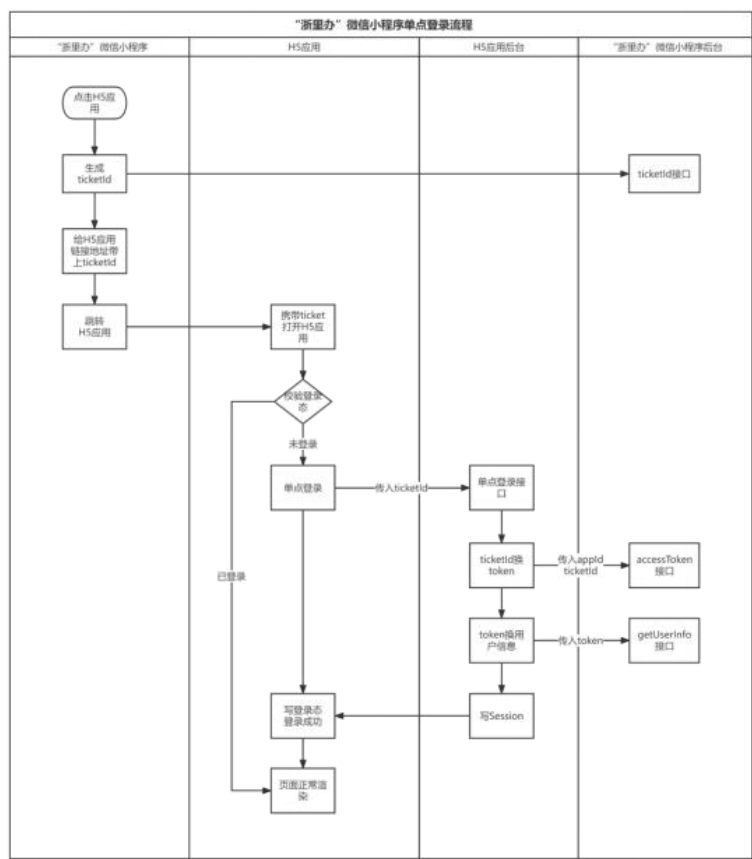 “浙里办”微信小程序单点登录流程
“浙里办”微信小程序
H5应用
H5应用后台
“浙里办”微信小程序后台
点击H5应
用
生成
ticketId
ticketId接口
给H5应用
链接地址带
上ticketId
跳转
H5应用
携带ticket
打开H5应
用
校验登录
态
未登录
单点登录
传入ticketId
单点登录接
口
已登录
ticketId换
token
传入appId
ticketId
accessToken
接口
token换用
户信息
传入token
getUserInfo
接口
写登录态
登录成功
写Session
页面正常渲
染